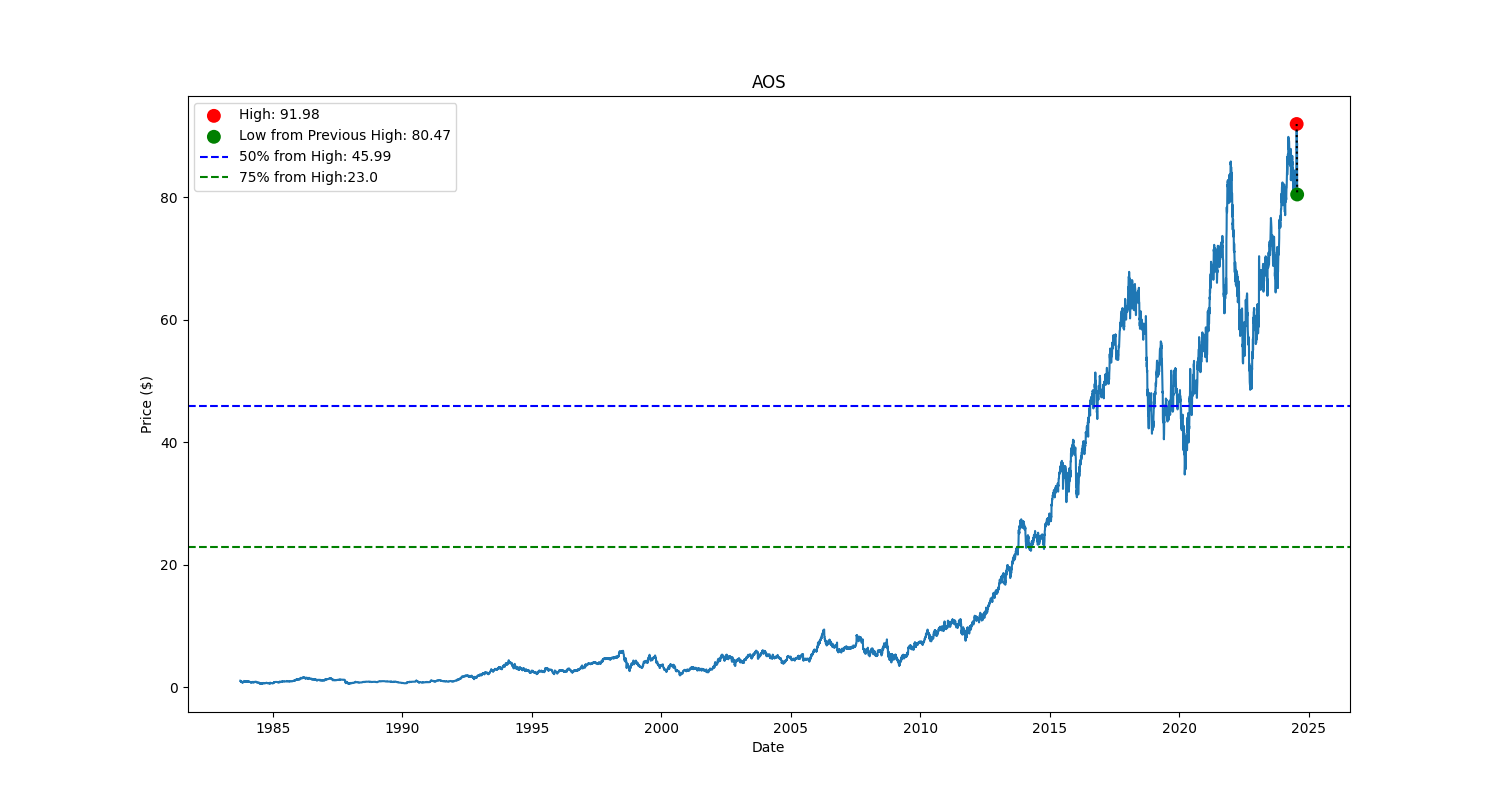 AOS
High: 91.98
Low from Previous High: 80.47
50% from High: 45.99
75% from High:23.0
Price ($)
80
60
40
20
0
1985 1990 1995 2000 2005 2010 2015 2020 2025
Date